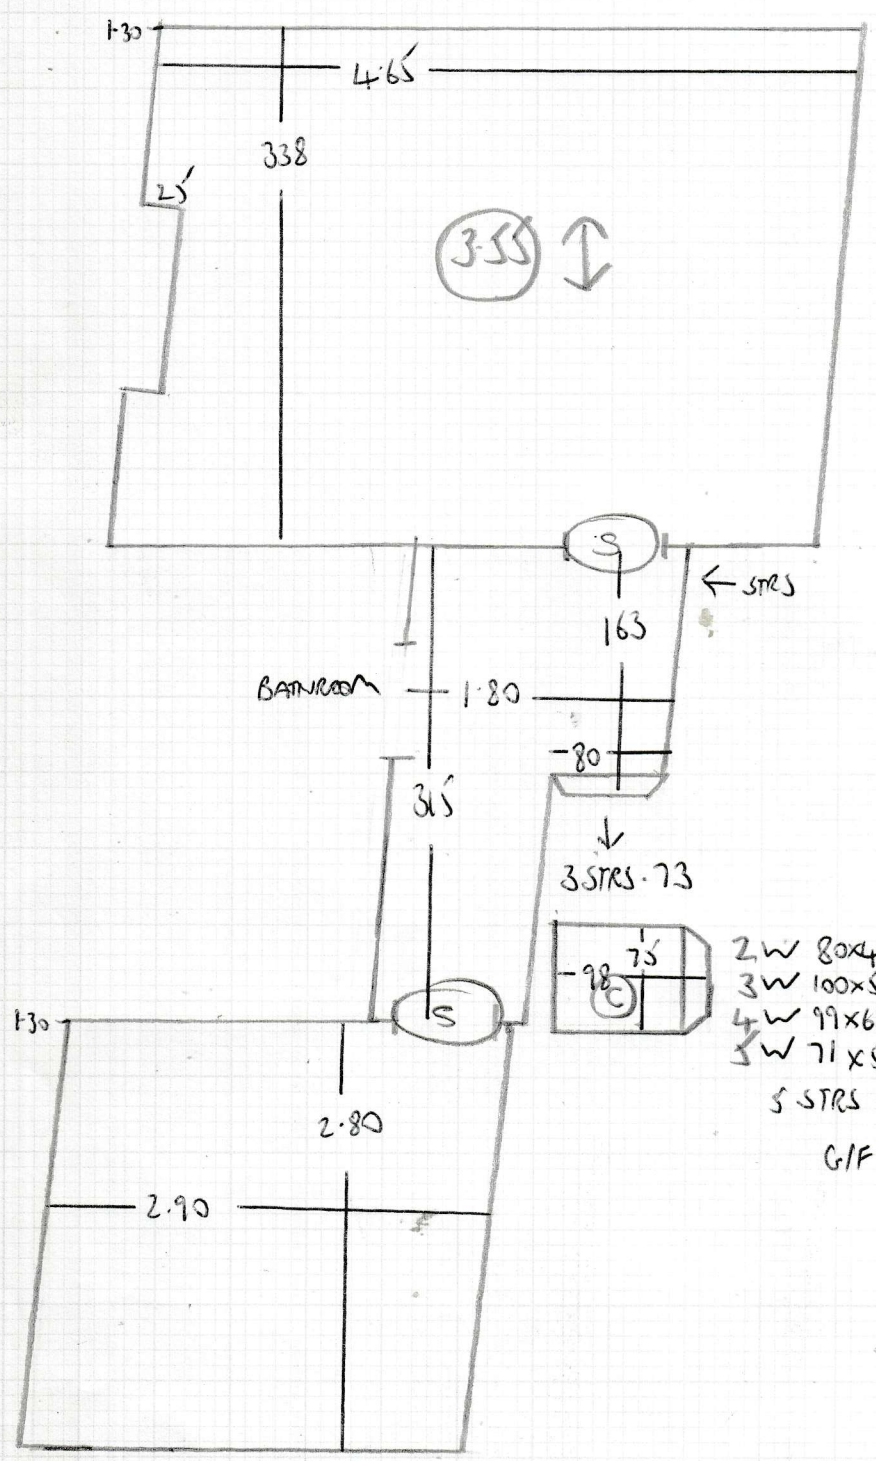 1.30
4.65
338
25
3.55
S
← STRS
163
BATHROOM
1.80
80
315
↓
3 STRS .73
75
98
C
2W 80x4
3W 100x5
4W 99x6
5W 71x5
5 STRS
G/F
1.30
S
2.80
2.90